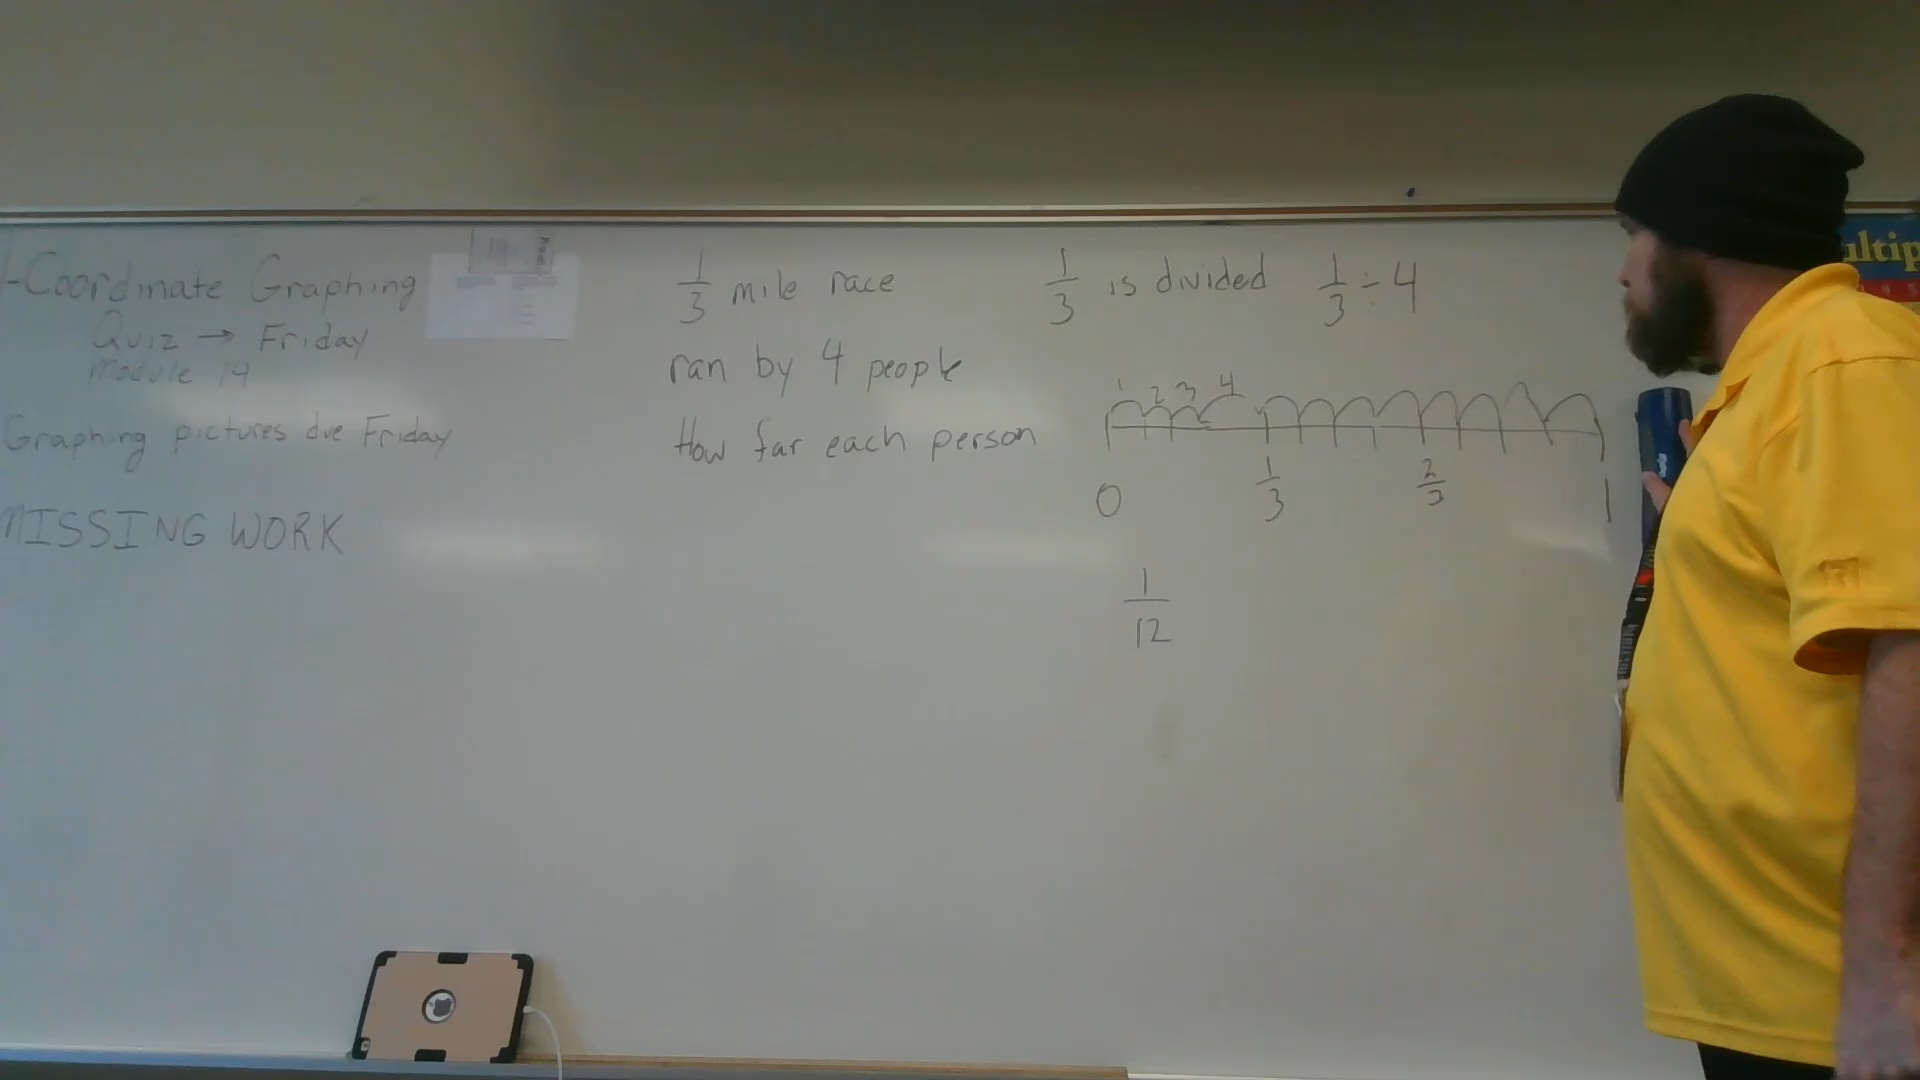 -Coordinate Graphing
Quiz → Friday
Module 14
Graphing pictures due Friday
MISSING WORK
1/3 mile race
ran by 4 people
How far each person
1/3 is divided 1/3 ÷ 4
1 2 3 4
0 1/3 2/3 1
1/12
ultip